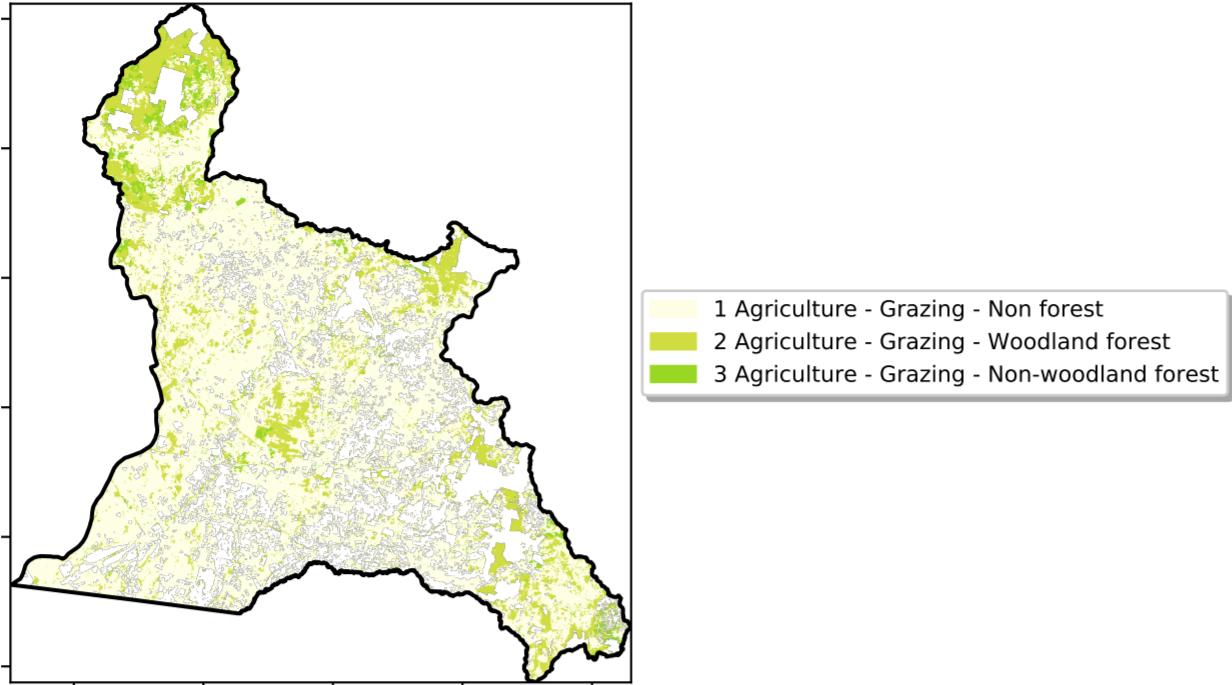 1 Agriculture - Grazing - Non forest
2 Agriculture - Grazing - Woodland forest
3 Agriculture - Grazing - Non-woodland forest